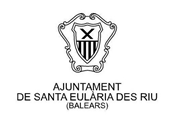 AJUNTAMENT
DE SANTA EULÀRIA DES RIU
(BALEARS)